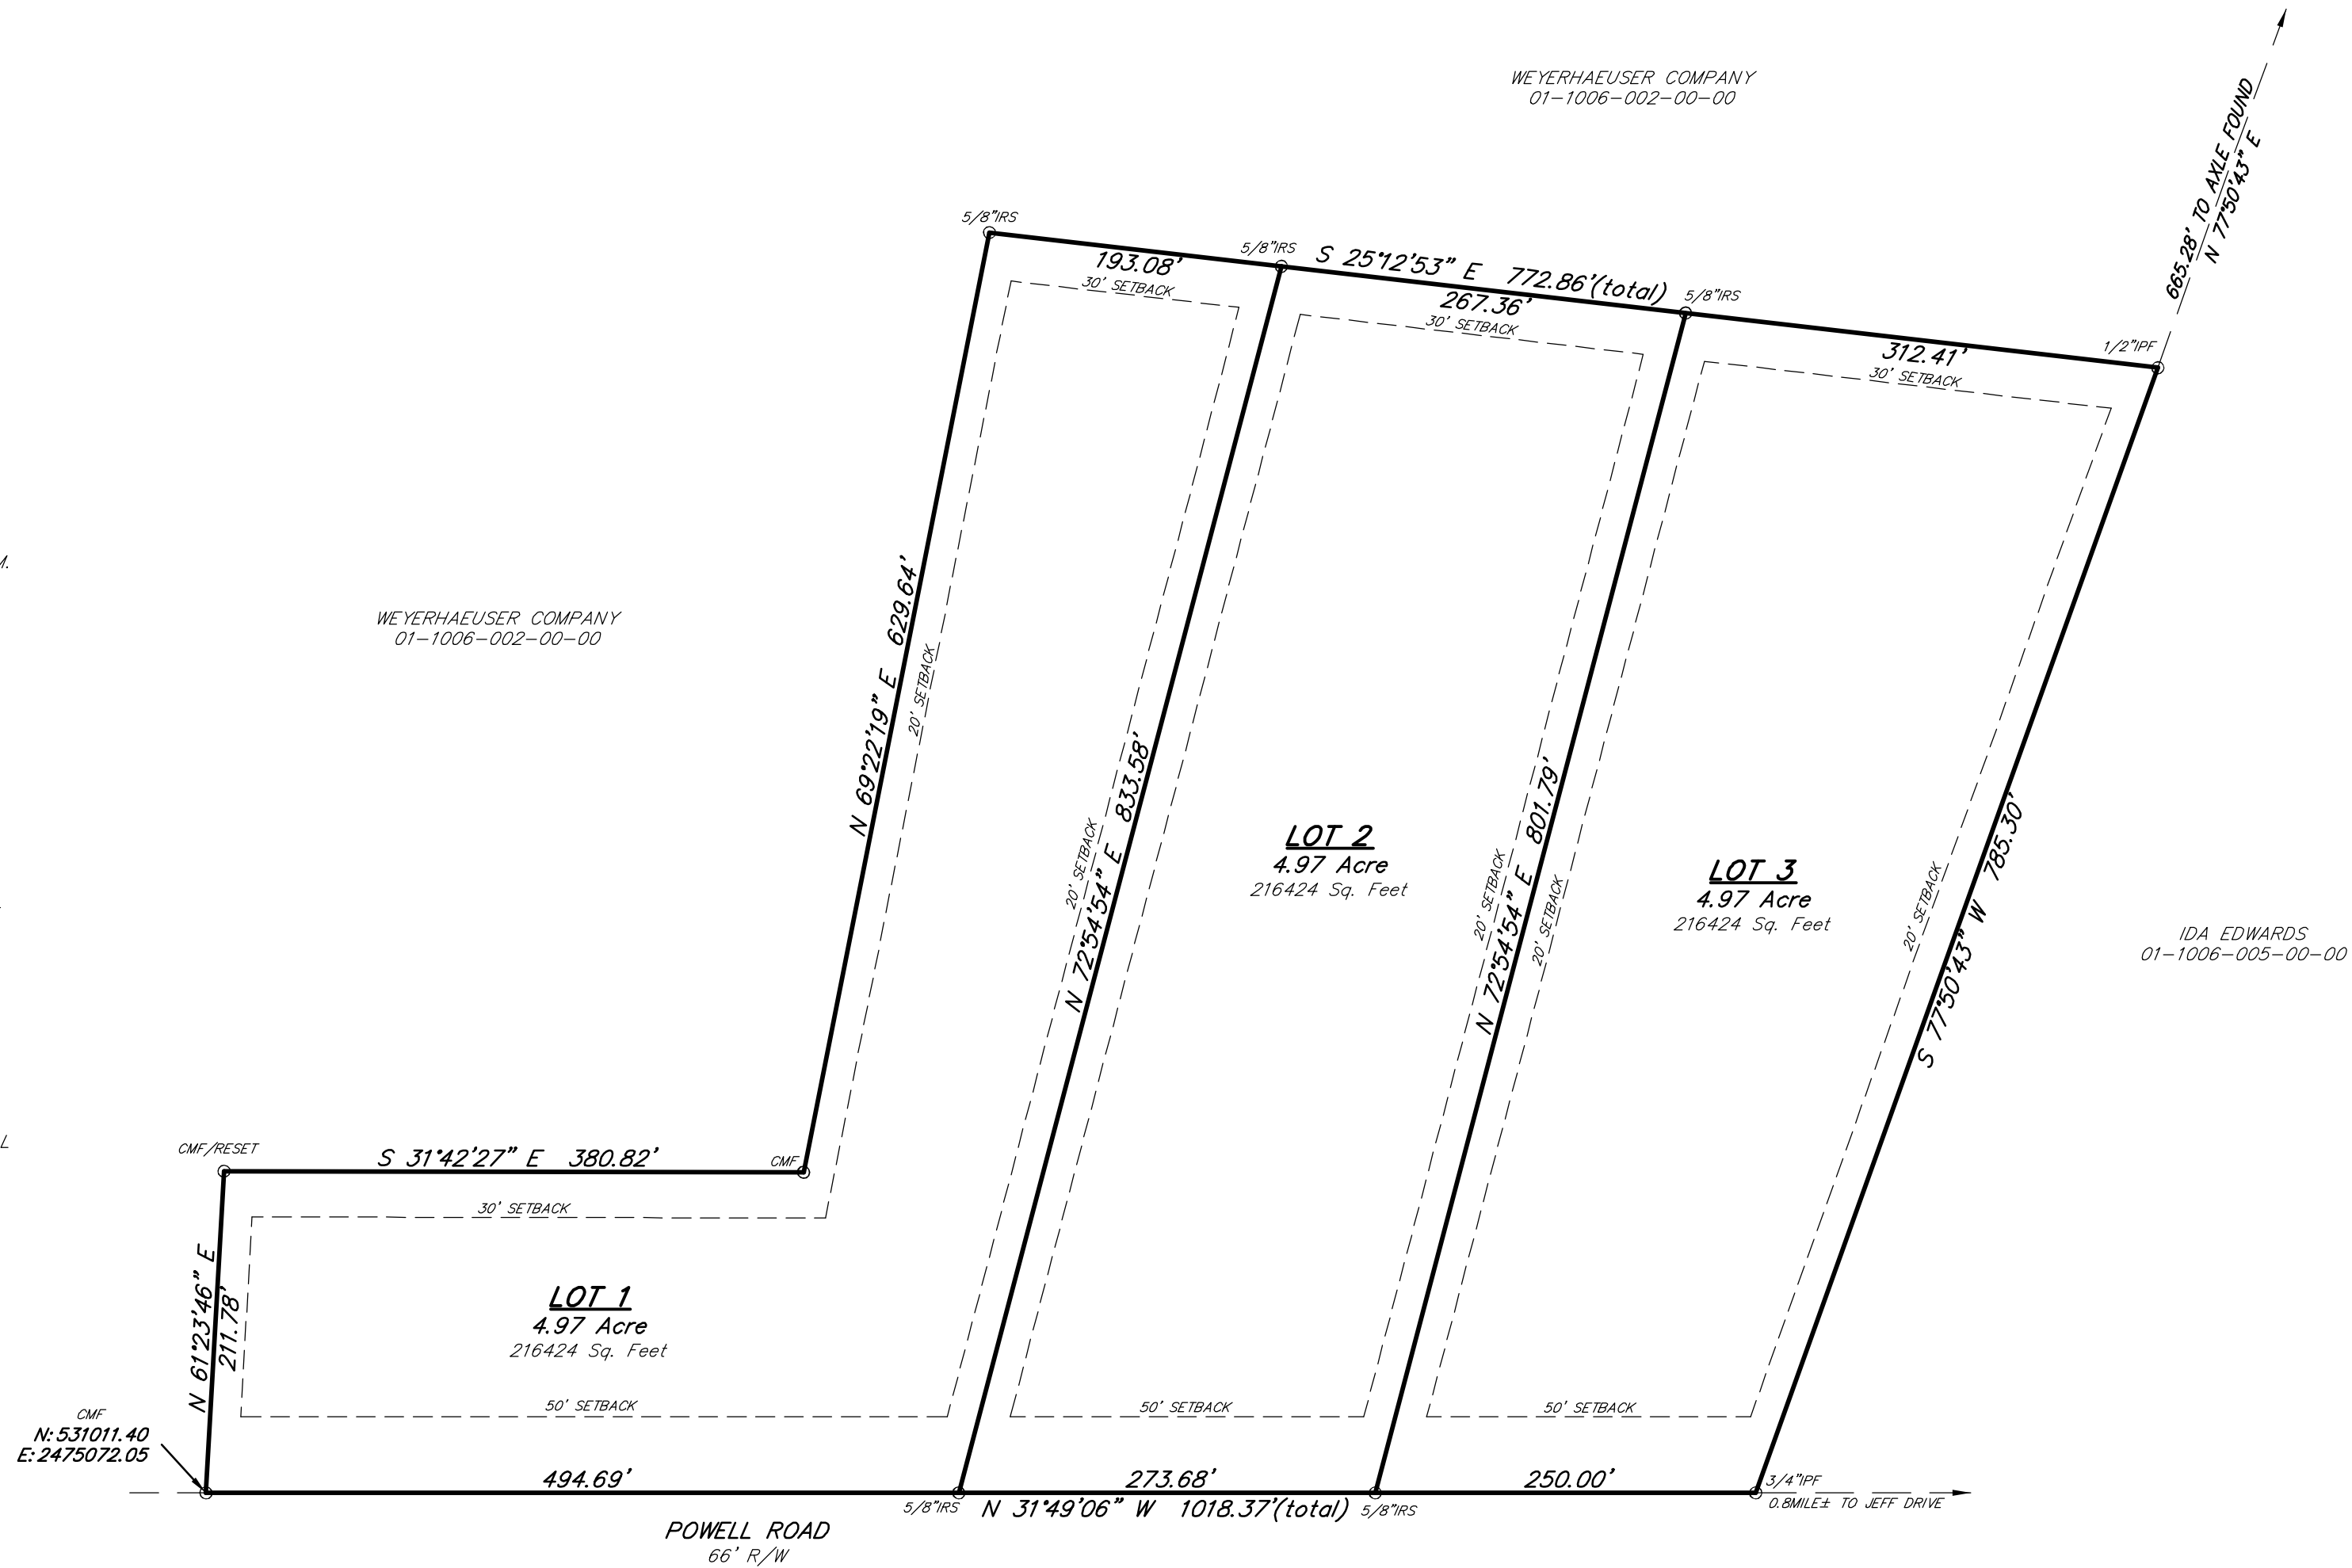 WEYERHAEUSER COMPANY
01-1006-002-00-00
665.28' TO AXLE FOUND
N 77°50'43" E
5/8"IRS
193.08'
30' SETBACK
5/8"IRS
S 25°12'53" E 772.86'(total)
267.36'
30' SETBACK
5/8"IRS
312.41'
30' SETBACK
1/2"IPF
M.
WEYERHAEUSER COMPANY
01-1006-002-00-00
N 69°22'19" E 629.64'
20' SETBACK
20' SETBACK
N 72°54'54" E 833.58'
LOT 2
4.97 Acre
216424 Sq. Feet
20' SETBACK
N 72°54'54" E 801.79'
20' SETBACK
LOT 3
4.97 Acre
216424 Sq. Feet
20' SETBACK
S 77°50'43" W 785.30'
IDA EDWARDS
01-1006-005-00-00
L
CMF/RESET
S 31°42'27" E 380.82'
CMF
30' SETBACK
N 61°23'46" E
211.78'
LOT 1
4.97 Acre
216424 Sq. Feet
50' SETBACK
50' SETBACK
50' SETBACK
CMF
N: 531011.40
E: 2475072.05
494.69'
273.68'
250.00'
3/4"IPF
0.8MILE± TO JEFF DRIVE
5/8"IRS
N 31°49'06" W 1018.37'(total)
5/8"IRS
POWELL ROAD
66' R/W